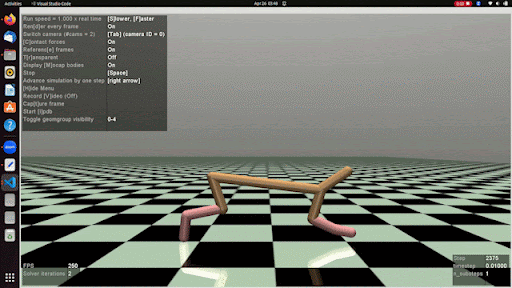 Activities
Visual Studio Code
Apr 26 03:40
Run speed = 1.000 x real time [S]lower, [F]aster
Ren[d]er every frame On
Switch camera (#cams = 2) [Tab] (camera ID = 0)
[C]ontact forces On
Referenc[e] frames On
T[r]ansparent Off
Display [M]ocap bodies On
Stop [Space]
Advance simulation by one step [right arrow]
[H]ide Menu
Record [V]ideo (Off)
Cap[t]ure frame
Start [i]pdb
Toggle geomgroup visibility 0-4
FPS 260
Solver iterations 2
Step 2375
timestep 0.01000
n_substeps 1